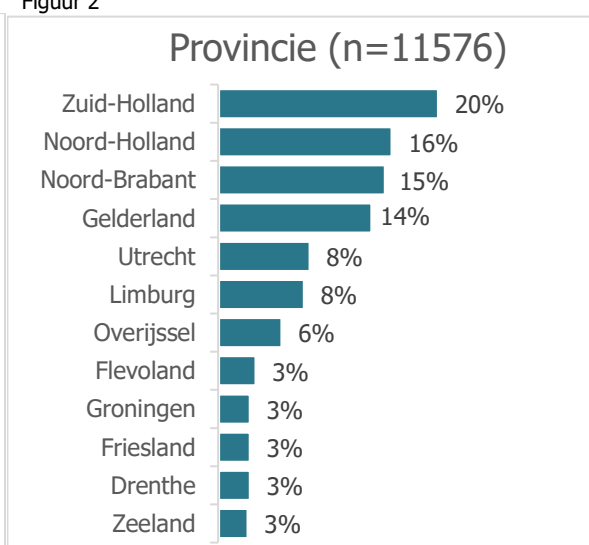 Figuur 2
Provincie (n=11576)
Zuid-Holland 20%
Noord-Holland 16%
Noord-Brabant 15%
Gelderland 14%
Utrecht 8%
Limburg 8%
Overijssel 6%
Flevoland 3%
Groningen 3%
Friesland 3%
Drenthe 3%
Zeeland 3%